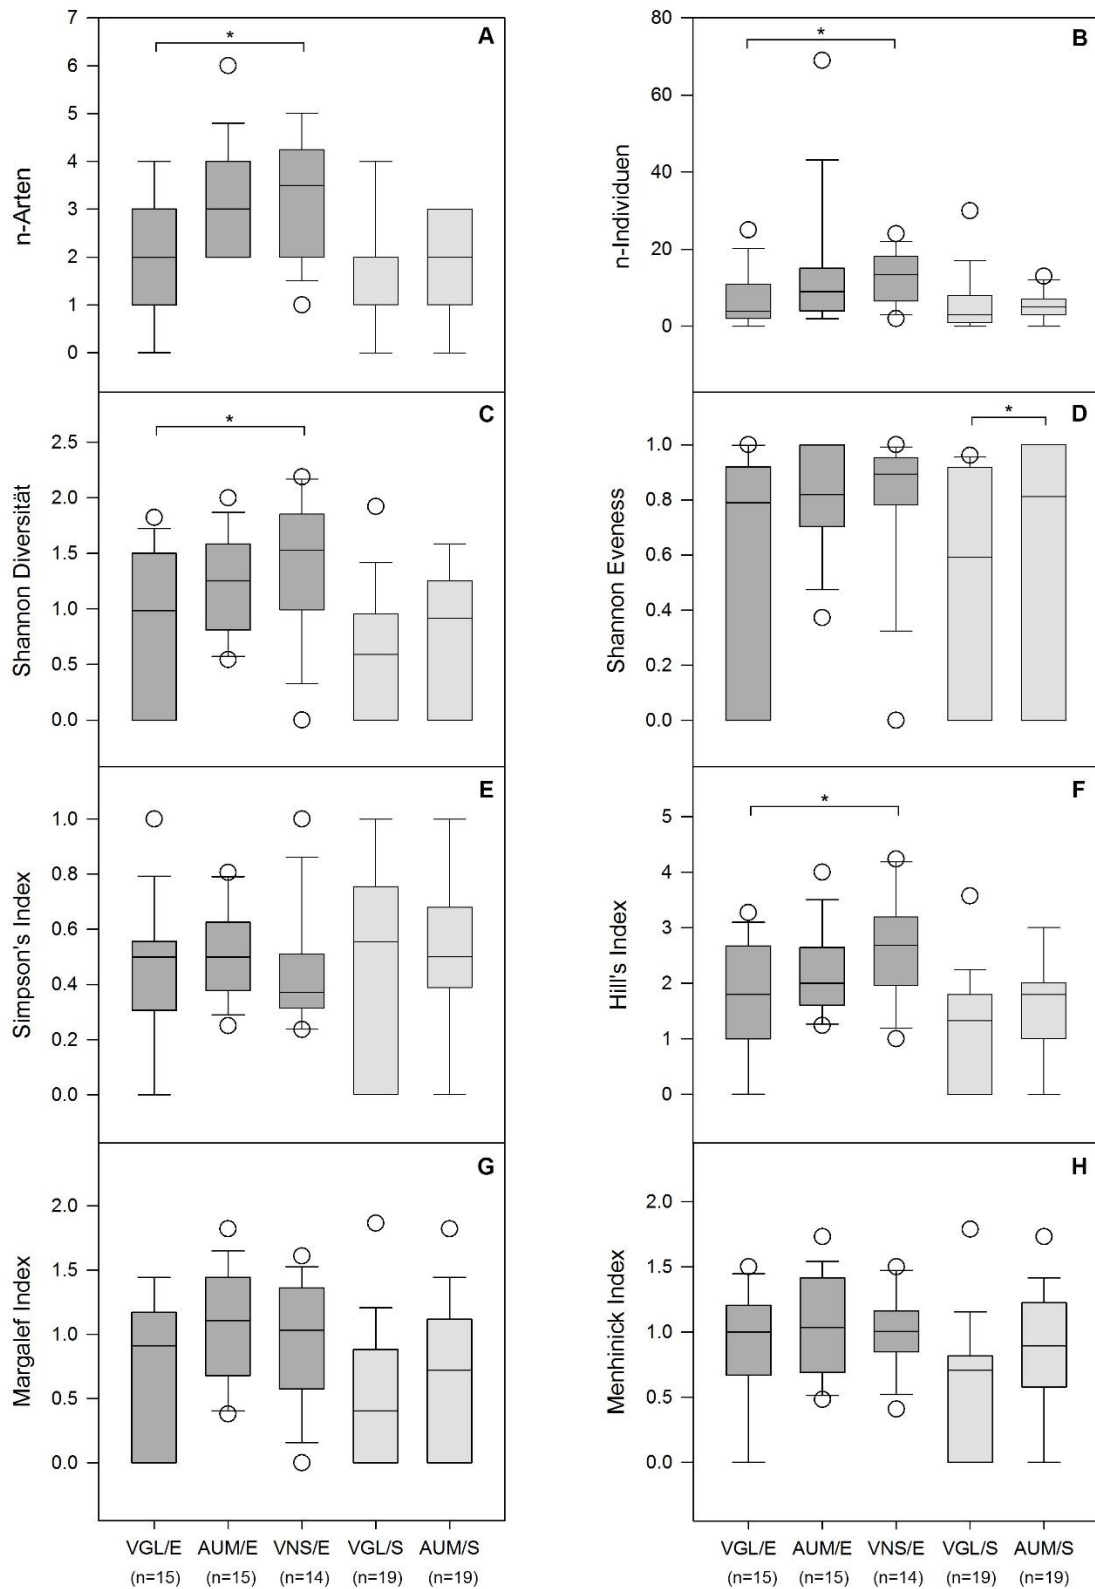 A
*
7
6
5
4
3
2
1
0
n-Arten
B
*
80
60
40
20
0
n-Individuen
C
*
2.5
2.0
1.5
1.0
0.5
0.0
Shannon Diversität
D
*
1.0
0.8
0.6
0.4
0.2
0.0
Shannon Eveness
E
1.0
0.8
0.6
0.4
0.2
0.0
Simpson's Index
F
*
5
4
3
2
1
0
Hill's Index
G
2.0
1.5
1.0
0.5
0.0
Margalef Index
H
2.0
1.5
1.0
0.5
0.0
Menhinick Index
VGL/E AUM/E VNS/E VGL/S AUM/S
(n=15) (n=15) (n=14) (n=19) (n=19)
VGL/E AUM/E VNS/E VGL/S AUM/S
(n=15) (n=15) (n=14) (n=19) (n=19)